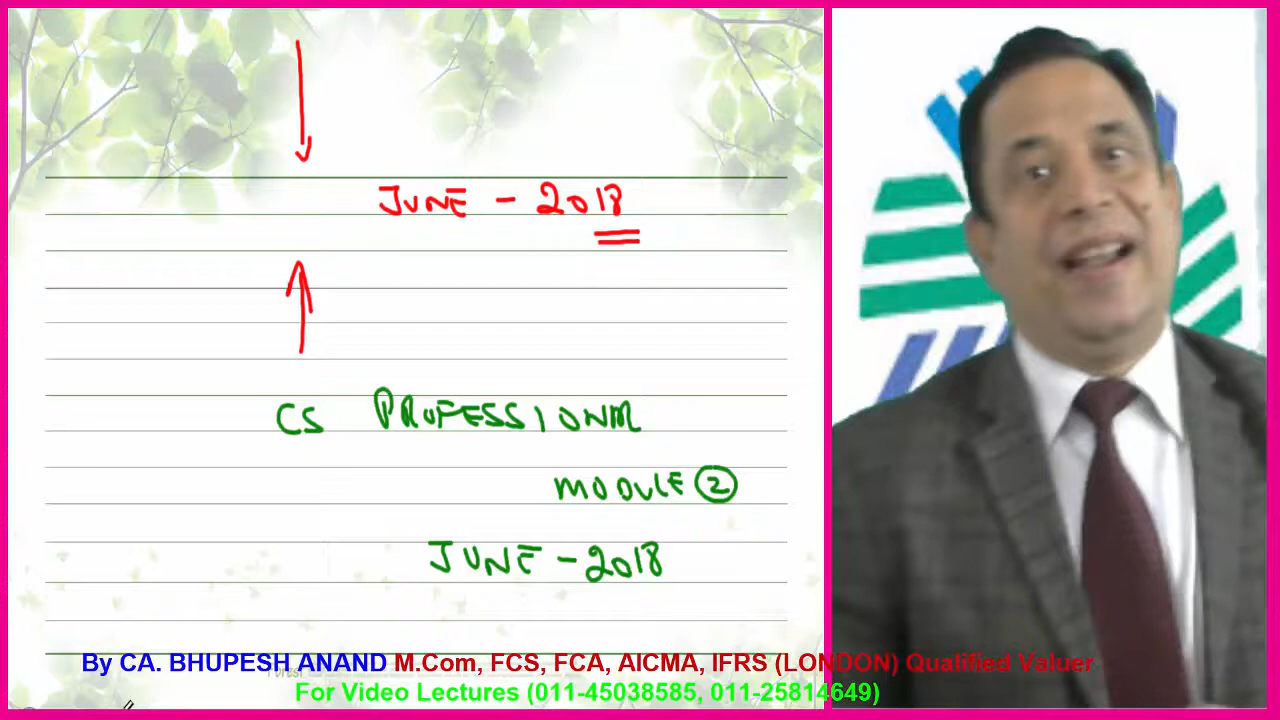 JUNE - 2018
CS PROFESSIONAL
MODULE 2
JUNE - 2018
By CA. BHUPESH ANAND M.Com, FCS, FCA, AICMA, IFRS (LONDON) Qualified Valuer
For Video Lectures (011-45038585, 011-25814649)